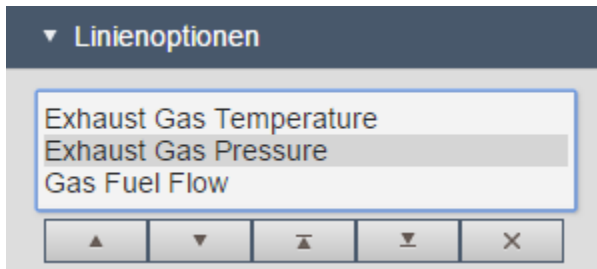 Linienoptionen
Exhaust Gas Temperature
Exhaust Gas Pressure
Gas Fuel Flow